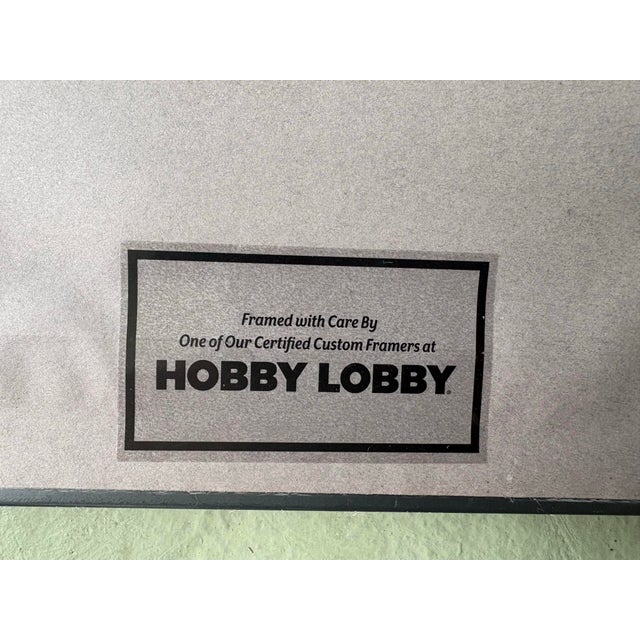 Framed with Care By
One of Our Certified Custom Framers at
HOBBY LOBBY®